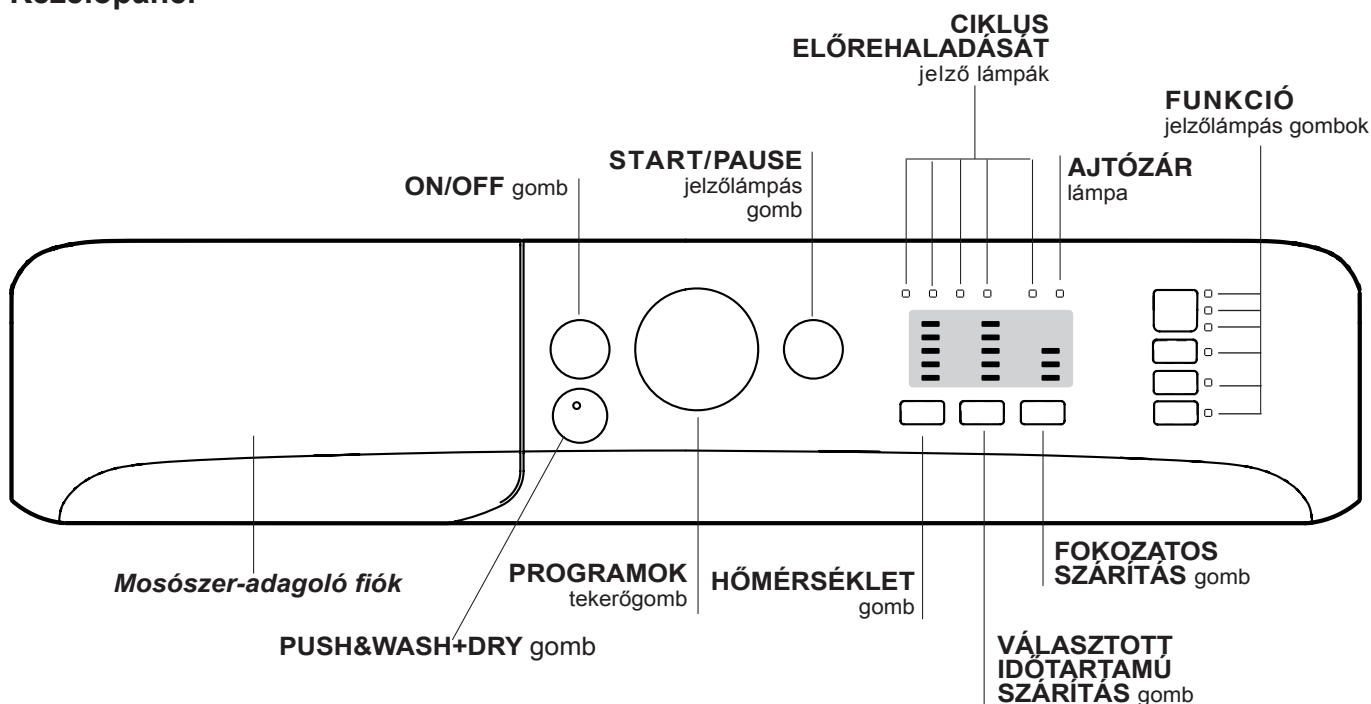 Kezelőpanel
CIKLUS
ELŐREHALADÁSÁT
jelző lámpák
FUNKCIÓ
jelzőlámpás gombok
START/PAUSE
jelzőlámpás
gomb
AJTÓZÁR
lámpa
ON/OFF gomb
Mosószer-adagoló fiók
PROGRAMOK
tekerőgomb
HŐMÉRSÉKLET
gomb
FOKOZATOS
SZÁRÍTÁS gomb
PUSH&WASH+DRY gomb
VÁLASZTOTT
IDŐTARTAMÚ
SZÁRÍTÁS gomb